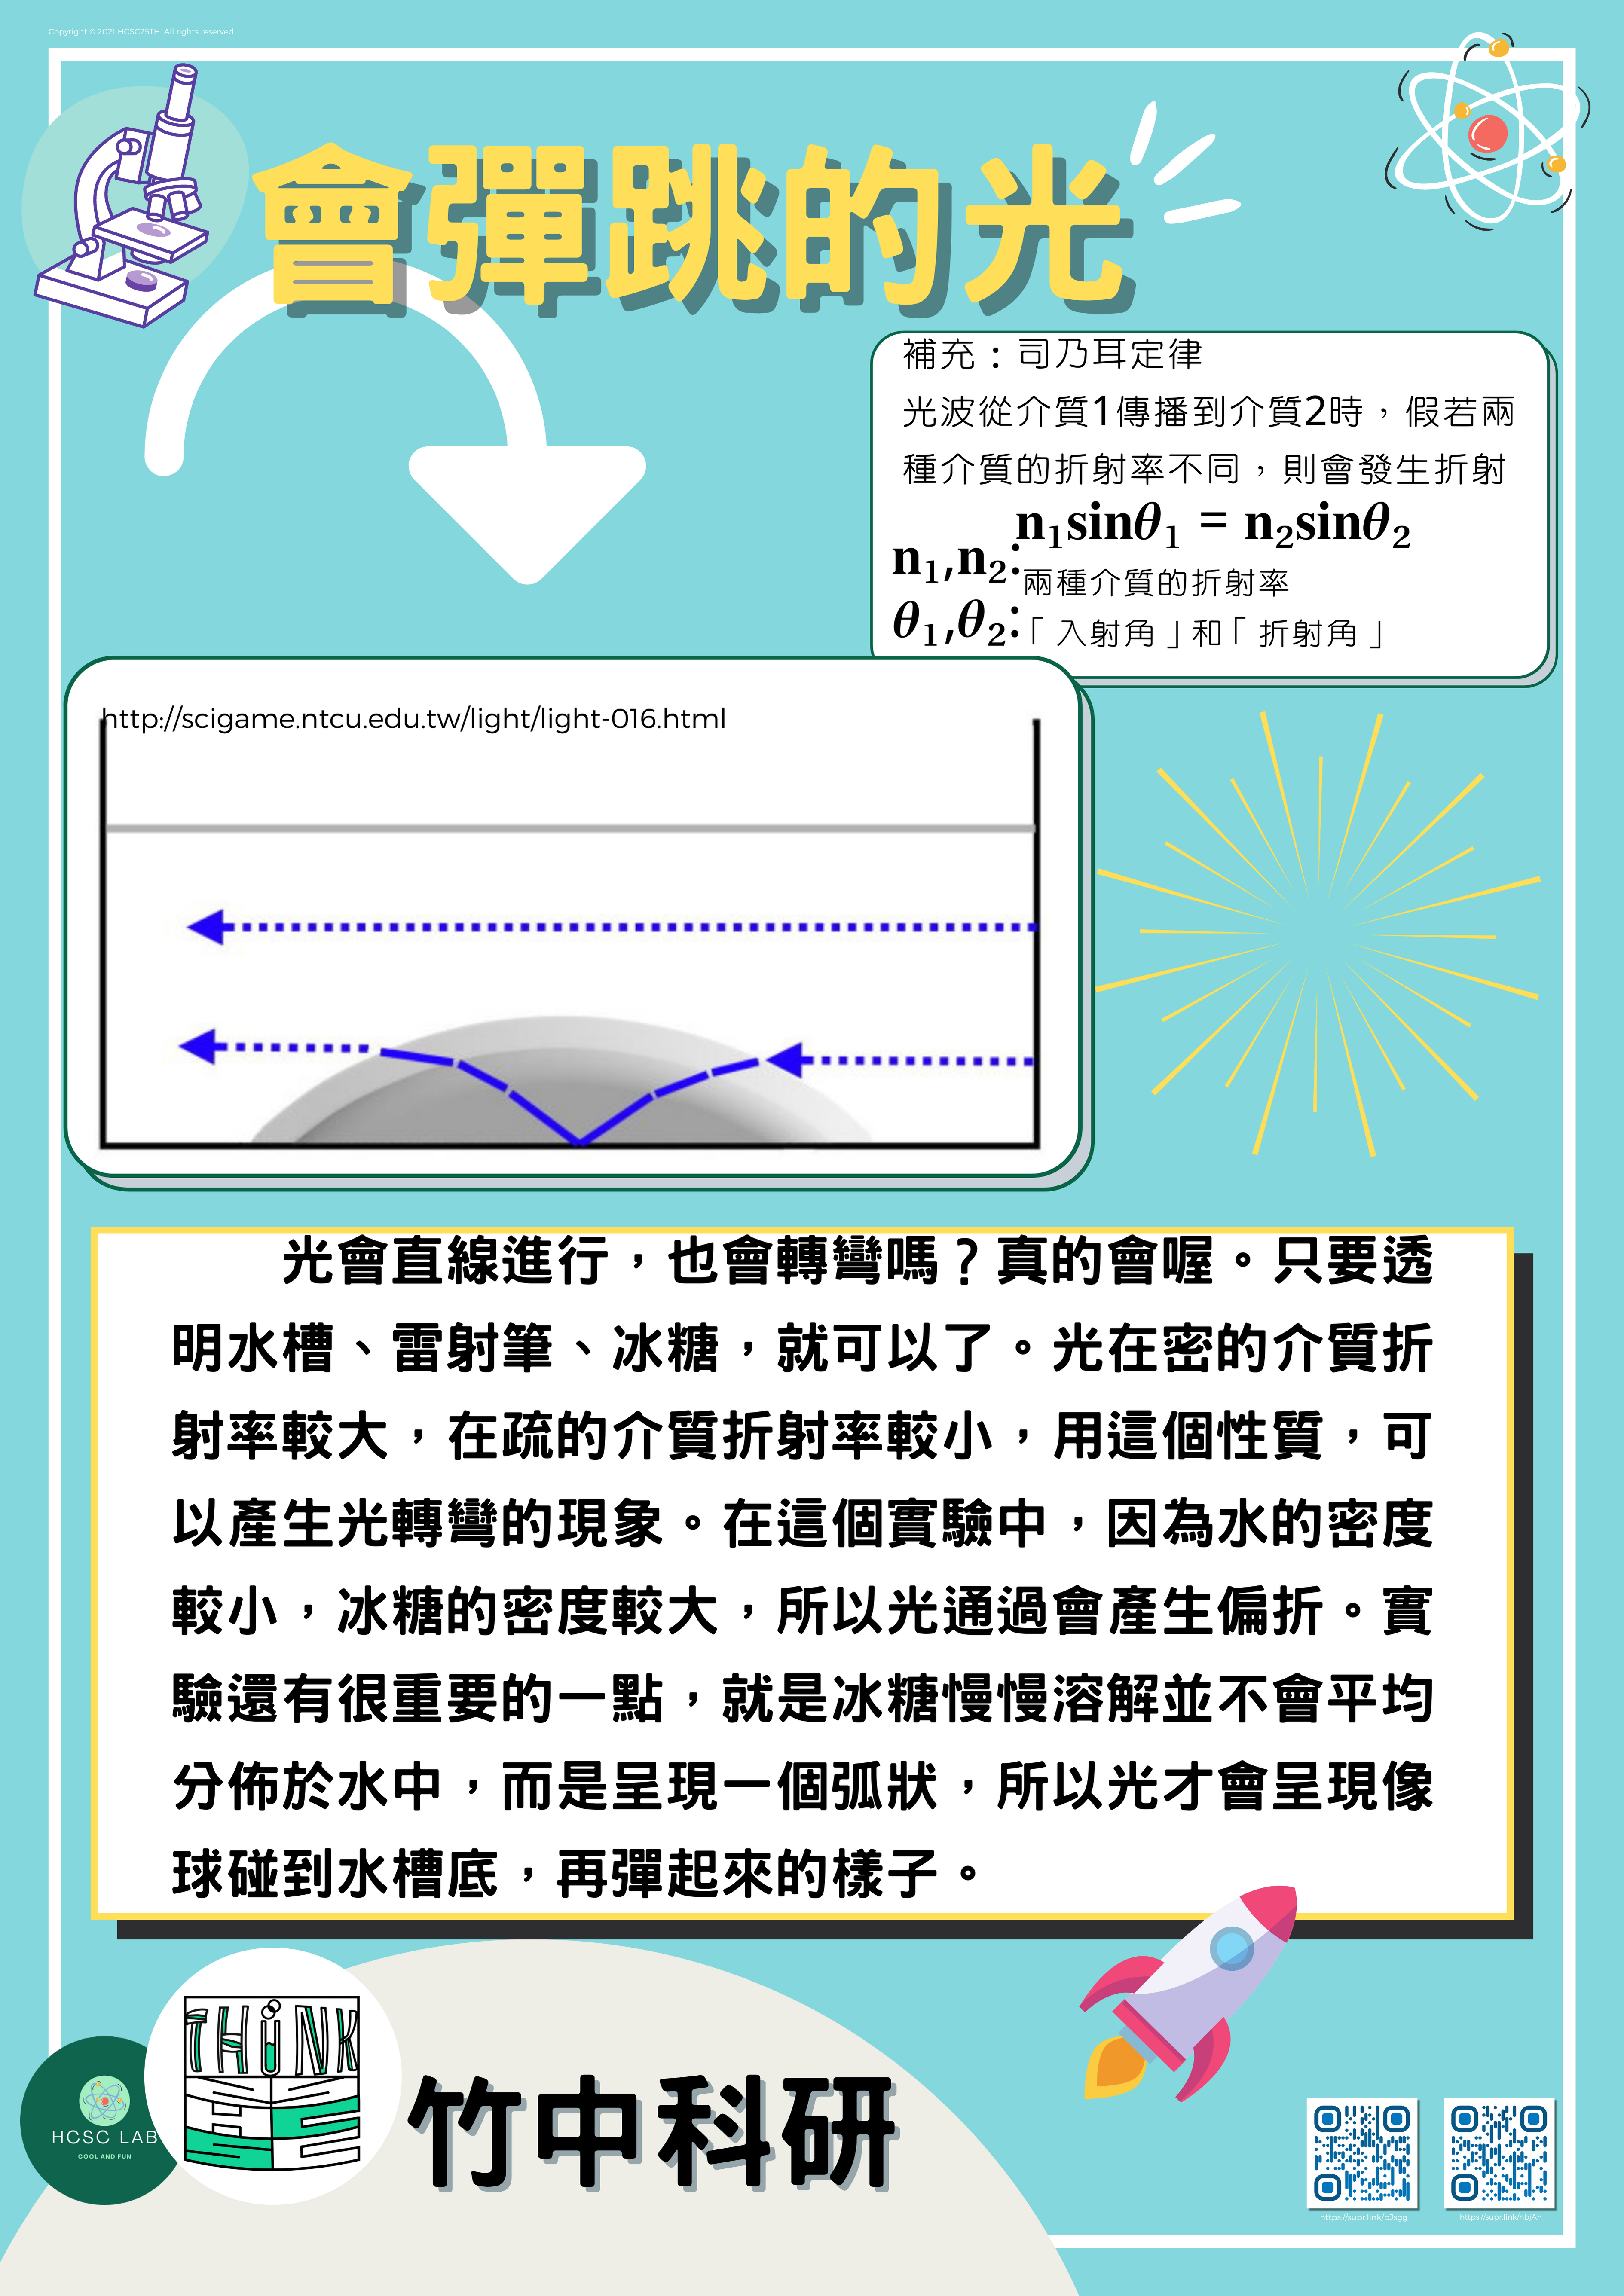 Copyright © 2021 HCSC25TH. All rights reserved.
會彈跳的光
補充：司乃耳定律
光波從介質1傳播到介質2時，假若兩
種介質的折射率不同，則會發生折射
n₁sinθ₁ = n₂sinθ₂
n₁,n₂:兩種介質的折射率
θ₁,θ₂:「入射角」和「折射角」
http://scigame.ntcu.edu.tw/light/light-016.html
光會直線進行，也會轉彎嗎？真的會喔。只要透
明水槽、雷射筆、冰糖，就可以了。光在密的介質折
射率較大，在疏的介質折射率較小，用這個性質，可
以產生光轉彎的現象。在這個實驗中，因為水的密度
較小，冰糖的密度較大，所以光通過會產生偏折。實
驗還有很重要的一點，就是冰糖慢慢溶解並不會平均
分佈於水中，而是呈現一個弧狀，所以光才會呈現像
球碰到水槽底，再彈起來的樣子。
THiNK
HCSC
HCSC LAB
COOL AND FUN
竹中科研
https://supr.link/bJsgg
https://supr.link/nbjAh